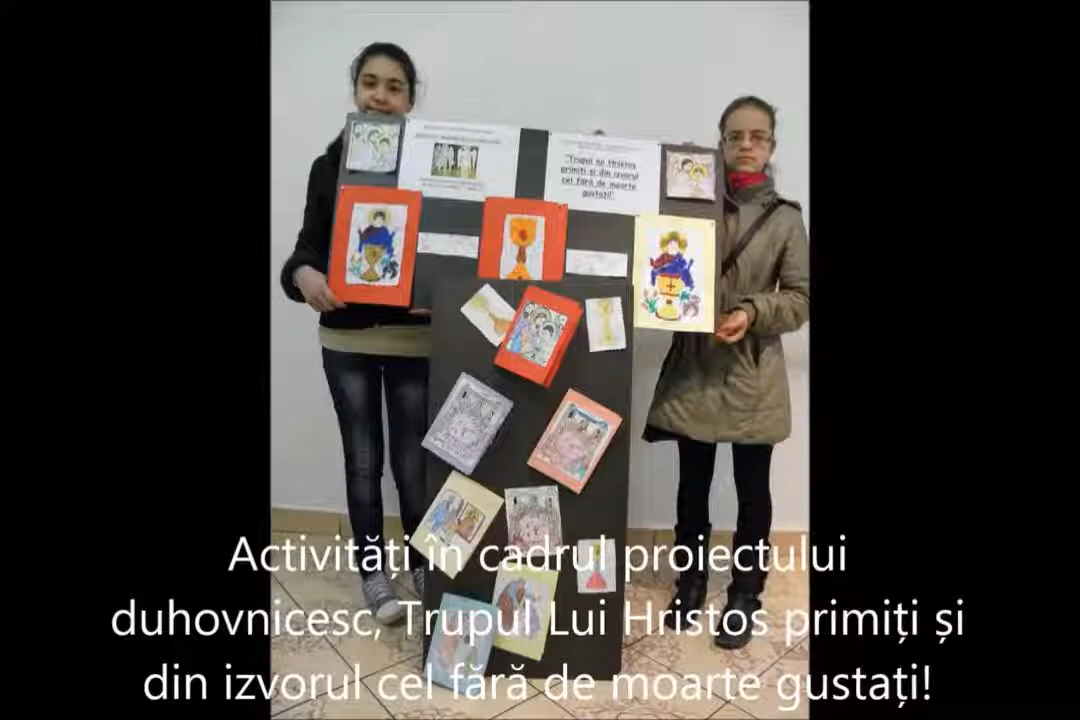 "Trupul lui Hristos
primiți și din izvorul
cel fără de moarte
gustați!"
Activități în cadrul proiectului
duhovnicesc, Trupul Lui Hristos primiți și
din izvorul cel fără de moarte gustați!